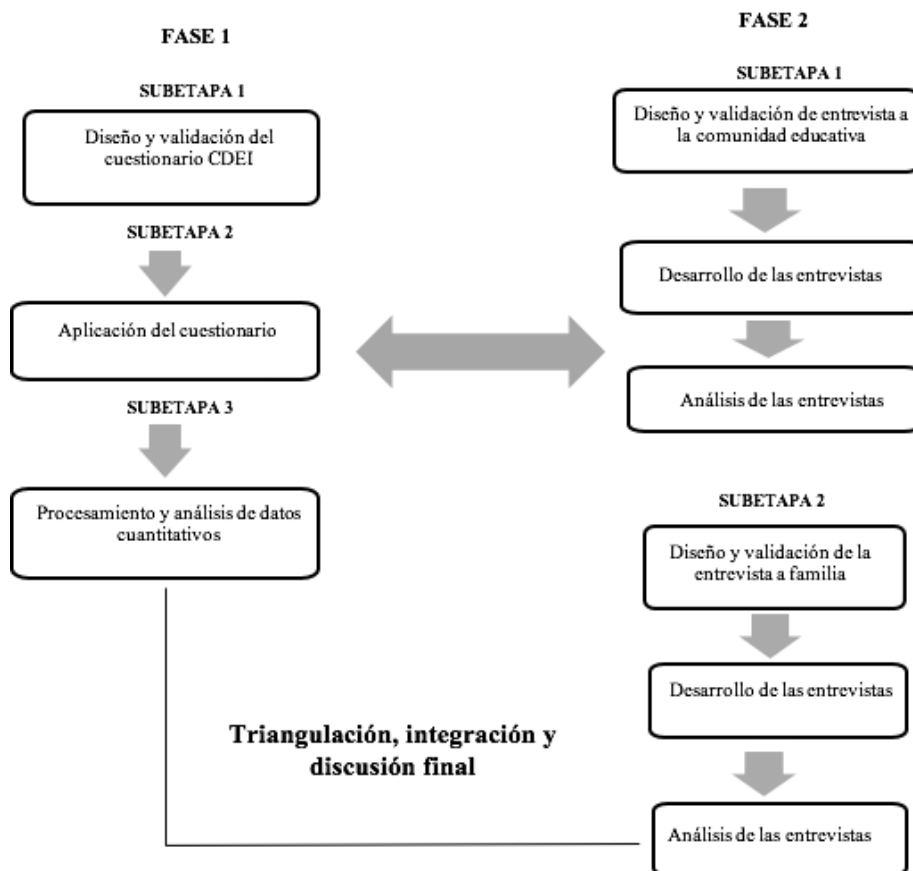 FASE 1
SUBETAPA 1
Diseño y validación del
cuestionario CDEI
SUBETAPA 2
Aplicación del cuestionario
SUBETAPA 3
Procesamiento y análisis de datos
cuantitativos
FASE 2
SUBETAPA 1
Diseño y validación de entrevista a
la comunidad educativa
Desarrollo de las entrevistas
Análisis de las entrevistas
SUBETAPA 2
Diseño y validación de la
entrevista a familia
Desarrollo de las entrevistas
Análisis de las entrevistas
Triangulación, integración y
discusión final